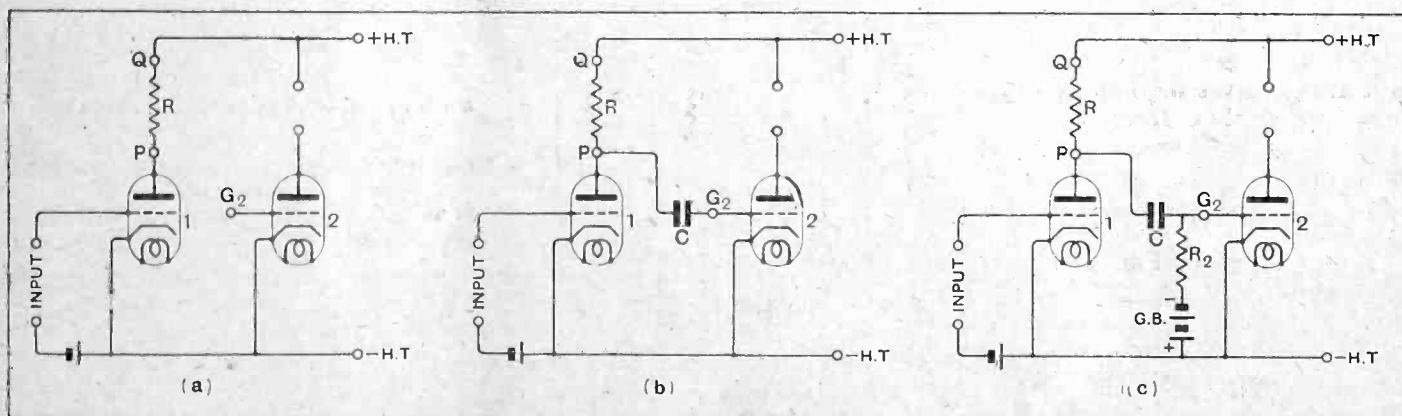 +H.T
Q
R
P
1
G2
2
INPUT
-H.T
(a)
+H.T
Q
R
P
1
C
G2
2
INPUT
-H.T
(b)
+H.T
Q
R
P
1
C
G2
2
R2
INPUT
-
G.B.
+
-H.T
(c)